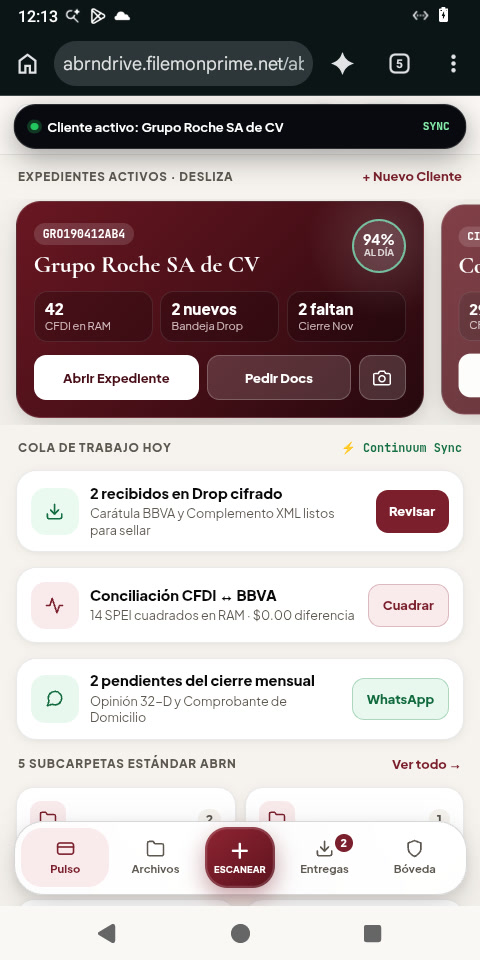 12:13
abrndrive.filemonprime.net/ab
5
Cliente activo: Grupo Roche SA de CV
SYNC
EXPEDIENTES ACTIVOS · DESLIZA
+ Nuevo Cliente
GRO190412AB4
Grupo Roche SA de CV
94%
AL DÍA
42
CFDI en RAM
2 nuevos
Bandeja Drop
2 faltan
Cierre Nov
Abrir Expediente
Pedir Docs
COLA DE TRABAJO HOY
⚡ Continuum Sync
2 recibidos en Drop cifrado
Carátula BBVA y Complemento XML listos
para sellar
Revisar
Conciliación CFDI ↔ BBVA
14 SPEI cuadrados en RAM · $0.00 diferencia
Cuadrar
2 pendientes del cierre mensual
Opinión 32-D y Comprobante de
Domicilio
WhatsApp
5 SUBCARPETAS ESTÁNDAR ABRN
Ver todo →
2
1
Pulso
Archivos
ESCANEAR
Entregas
2
Bóveda